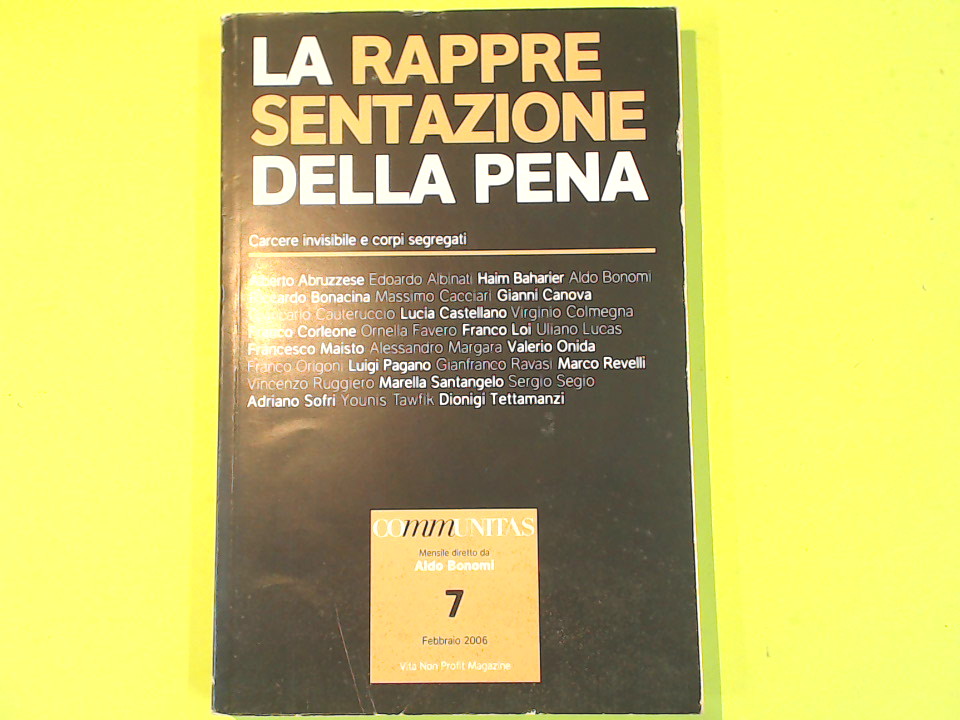 LA RAPPRE
SENTAZIONE
DELLA PENA
Carcere invisibile e corpi segregati
Alberto Abruzzese Edoardo Albinati Haim Baharier Aldo Bonomi
Riccardo Bonacina Massimo Cacciari Gianni Canova
Giancarlo Cauteruccio Lucia Castellano Virginio Colmegna
Franco Corleone Ornella Favero Franco Loi Uliano Lucas
Francesco Maisto Alessandro Margara Valerio Onida
Franco Origoni Luigi Pagano Gianfranco Ravasi Marco Revelli
Vincenzo Ruggiero Marella Santangelo Sergio Segio
Adriano Sofri Younis Tawfik Dionigi Tettamanzi
COmmUNITAS
Mensile diretto da
Aldo Bonomi
7
Febbraio 2006
Vita Non Profit Magazine